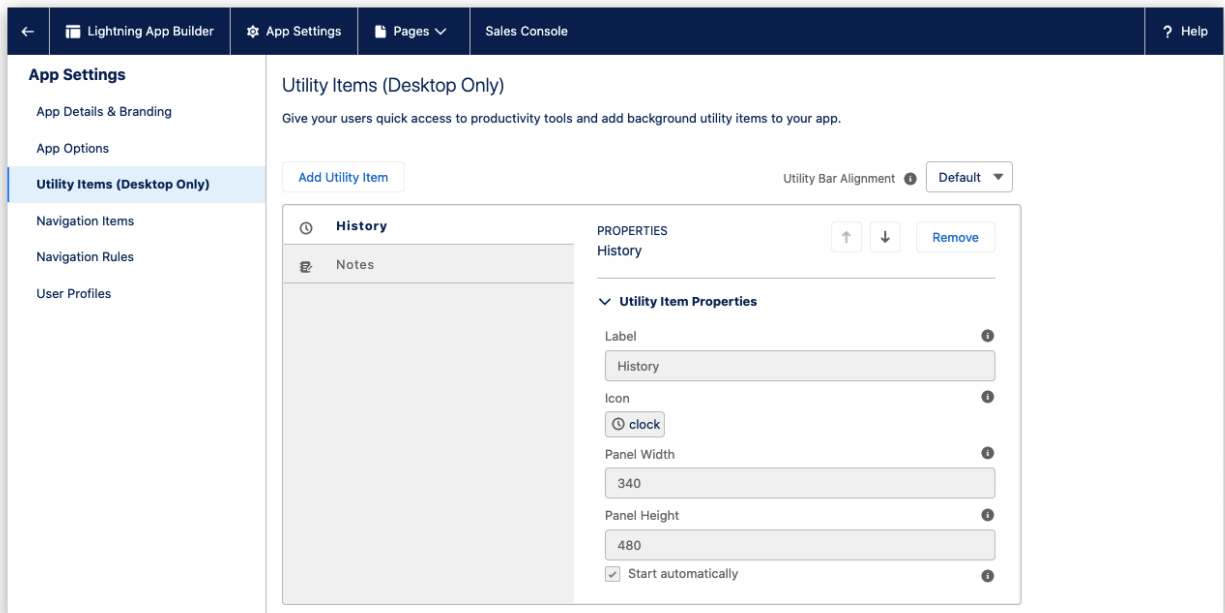 Lightning App Builder App Settings Pages Sales Console ? Help
App Settings
App Details & Branding
App Options
Utility Items (Desktop Only)
Navigation Items
Navigation Rules
User Profiles
Utility Items (Desktop Only)
Give your users quick access to productivity tools and add background utility items to your app.
Add Utility Item
Utility Bar Alignment Default
History
Notes
PROPERTIES
History
Remove
Utility Item Properties
Label
History
Icon
clock
Panel Width
340
Panel Height
480
Start automatically